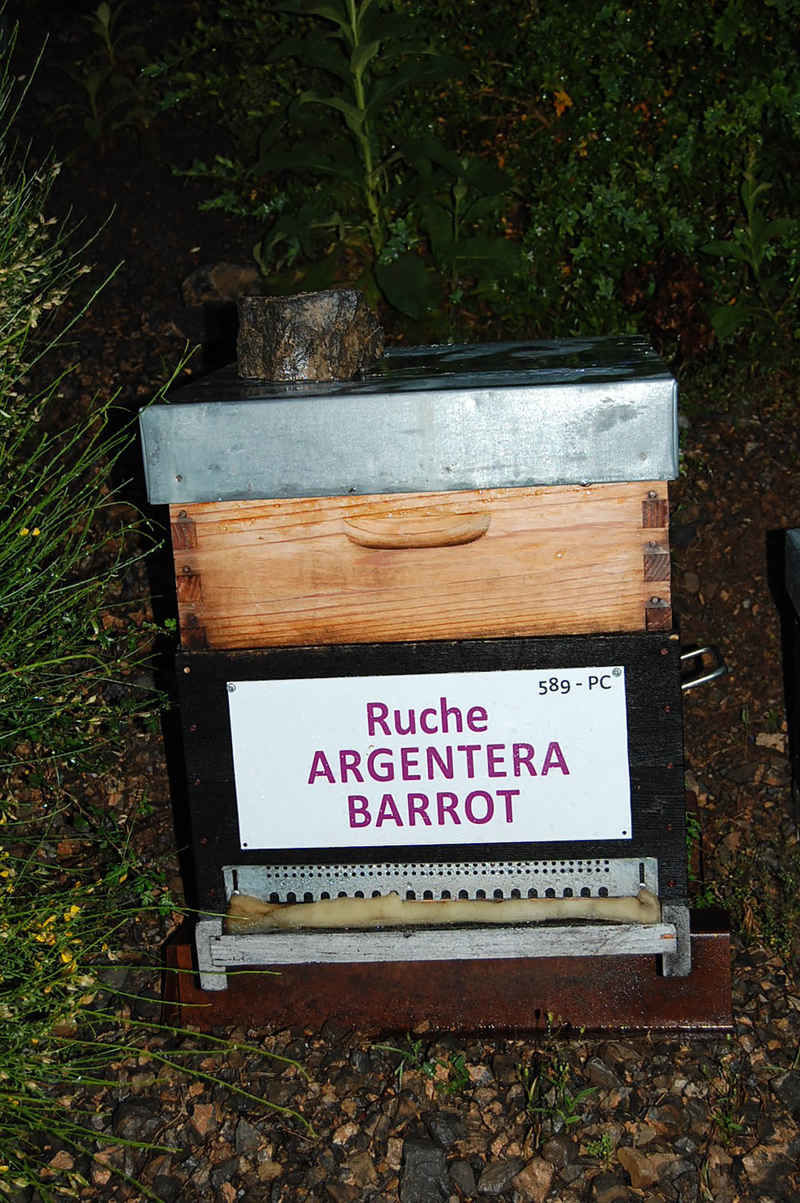 589 - PC
Ruche
ARGENTERA
BARROT